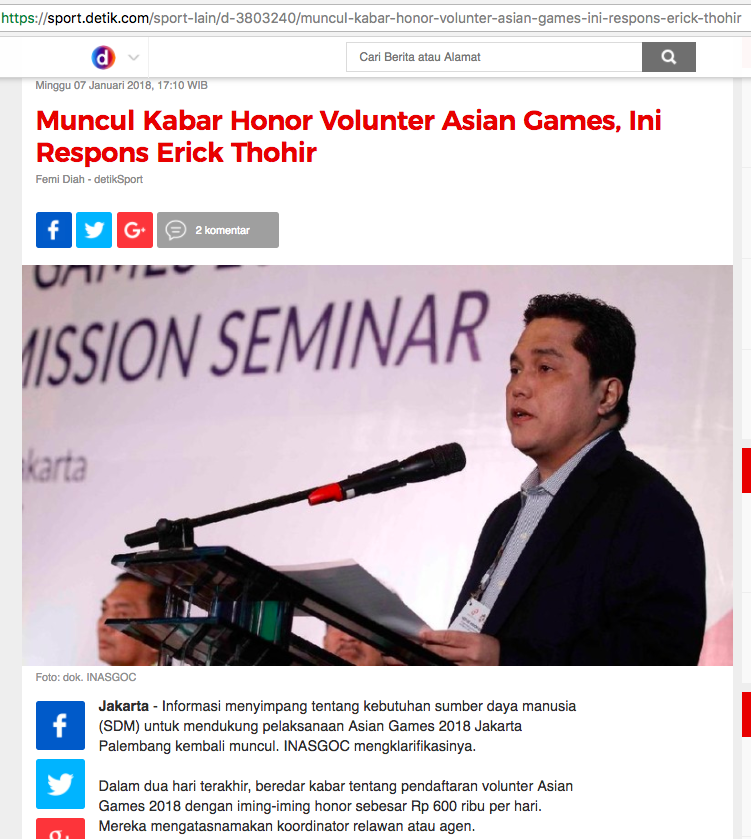 https://sport.detik.com/sport-lain/d-3803240/muncul-kabar-honor-volunter-asian-games-ini-respons-erick-thohir
d
Cari Berita atau Alamat
Minggu 07 Januari 2018, 17:10 WIB
Muncul Kabar Honor Volunter Asian Games, Ini
Respons Erick Thohir
Femi Diah - detikSport
2 komentar
GAMES
MISSION SEMINAR
karta
Foto: dok. INASGOC
Jakarta - Informasi menyimpang tentang kebutuhan sumber daya manusia
(SDM) untuk mendukung pelaksanaan Asian Games 2018 Jakarta
Palembang kembali muncul. INASGOC mengklarifikasinya.
Dalam dua hari terakhir, beredar kabar tentang pendaftaran volunter Asian
Games 2018 dengan iming-iming honor sebesar Rp 600 ribu per hari.
Mereka mengatasnamakan koordinator relawan atau agen.